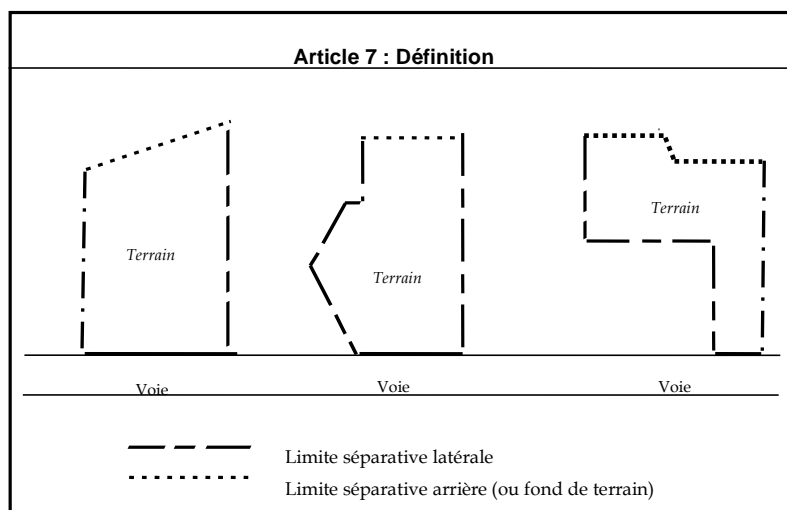 Article 7 : Définition
Terrain
Terrain
Terrain
Voie
Voie
Voie
Limite séparative latérale
Limite séparative arrière (ou fond de terrain)